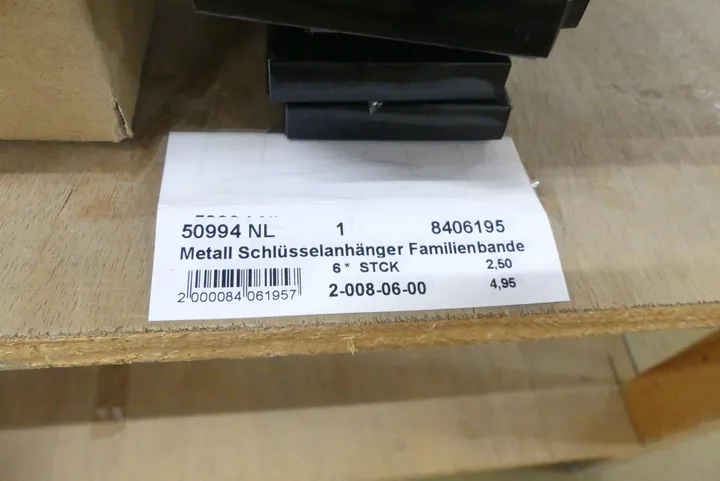 50994 NL 1 8406195
Metall Schlüsselanhänger Familienbande
6 * STCK 2,50
2-008-06-00 4,95
2 000084 061957